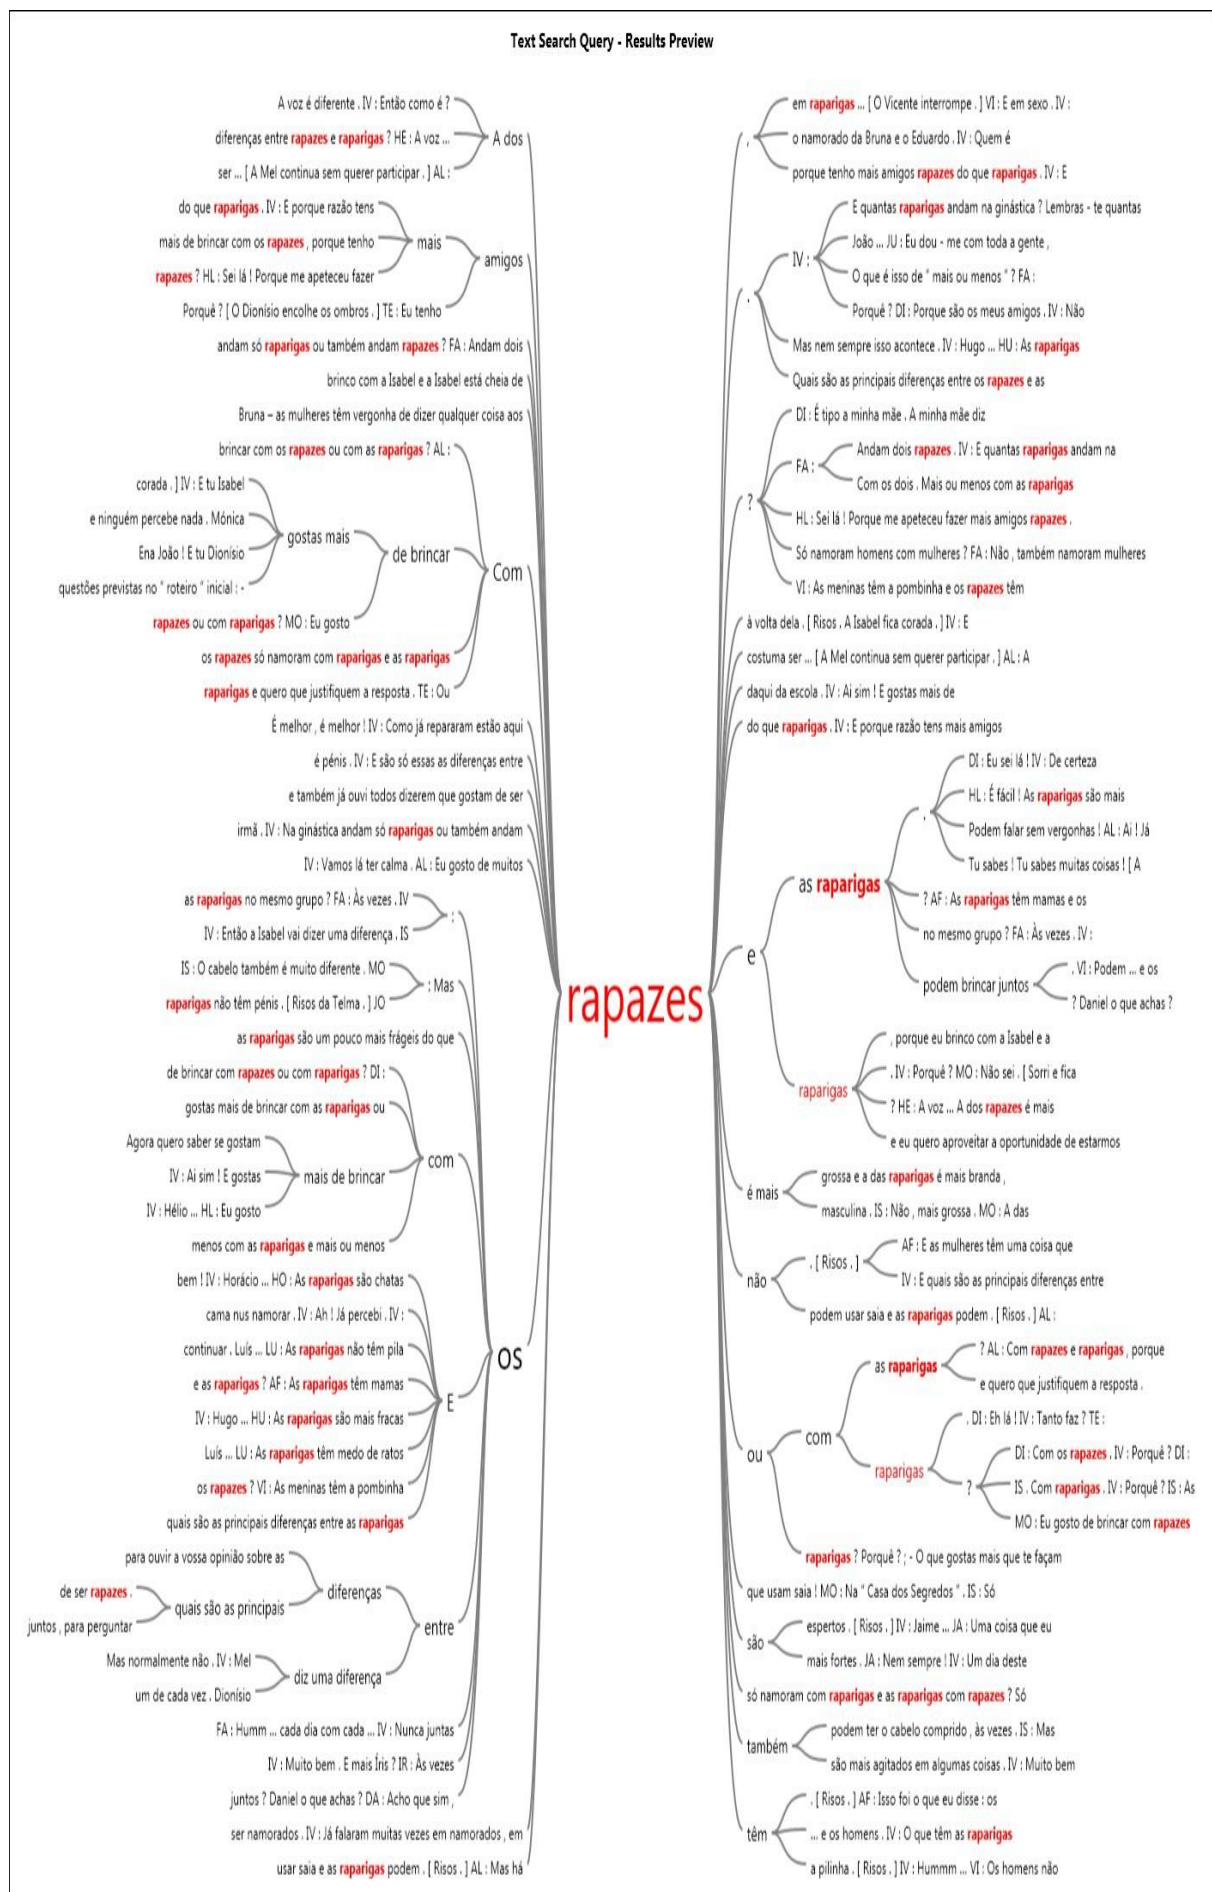 Text Search Query - Results Preview
A voz é diferente . IV : Então como é ?
diferenças entre rapazes e raparigas ? HE : A voz ...
A dos
ser ... [ A Mel continua sem querer participar . ] AL :
do que raparigas . IV : E porque razão tens
mais de brincar com os rapazes , porque tenho
mais
rapazes ? HL : Sei lá ! Porque me apeteceu fazer
amigos
Porquê ? [ O Dionísio encolhe os ombros . ] TE : Eu tenho
andam só raparigas ou também andam rapazes ? FA : Andam dois
brinco com a Isabel e a Isabel está cheia de
Bruna – as mulheres têm vergonha de dizer qualquer coisa aos
brincar com os rapazes ou com as raparigas ? AL :
corada . ] IV : E tu Isabel
e ninguém percebe nada . Mónica
gostas mais
Ena João ! E tu Dionísio
de brincar
questões previstas no " roteiro " inicial : -
Com
rapazes ou com raparigas ? MO : Eu gosto
os rapazes só namoram com raparigas e as raparigas
raparigas e quero que justifiquem a resposta . TE : Ou
É melhor , é melhor ! IV : Como já repararam estão aqui
é pénis . IV : E são só essas as diferenças entre
e também já ouvi todos dizerem que gostam de ser
irmã . IV : Na ginástica andam só raparigas ou também andam
IV : Vamos lá ter calma . AL : Eu gosto de muitos
as raparigas no mesmo grupo ? FA : Às vezes . IV
:
IV : Então a Isabel vai dizer uma diferença . IS
IS : O cabelo também é muito diferente . MO
: Mas
raparigas não têm pénis . [ Risos da Telma . ] JO
as raparigas são um pouco mais frágeis do que
de brincar com rapazes ou com raparigas ? DI :
gostas mais de brincar com as raparigas ou
Agora quero saber se gostam
com
IV : Ai sim ! E gostas
mais de brincar
IV : Hélio ... HL : Eu gosto
menos com as raparigas e mais ou menos
bem ! IV : Horácio ... HO : As raparigas são chatas
cama nus namorar . IV : Ah ! Já percebi . IV :
continuar . Luís ... LU : As raparigas não têm pila
os
e as raparigas ? AF : As raparigas têm mamas
E
IV : Hugo ... HU : As raparigas são mais fracas
Luís ... LU : As raparigas têm medo de ratos
os rapazes ? VI : As meninas têm a pombinha
quais são as principais diferenças entre as raparigas
para ouvir a vossa opinião sobre as
de ser rapazes .
diferenças
quais são as principais
juntos , para perguntar
entre
Mas normalmente não . IV : Mel
diz uma diferença
um de cada vez . Dionísio
FA : Humm ... cada dia com cada ... IV : Nunca juntas
IV : Muito bem . E mais Íris ? IR : Às vezes
juntos ? Daniel o que achas ? DA : Acho que sim ,
ser namorados . IV : Já falaram muitas vezes em namorados , em
usar saia e as raparigas podem . [ Risos . ] AL : Mas há
rapazes
em raparigas ... [ O Vicente interrompe . ] VI : E em sexo . IV :
,
o namorado da Bruna e o Eduardo . IV : Quem é
porque tenho mais amigos rapazes do que raparigas . IV : E
E quantas raparigas andam na ginástica ? Lembras - te quantas
João ... JU : Eu dou - me com toda a gente ,
IV :
O que é isso de " mais ou menos " ? FA :
.
Porquê ? DI : Porque são os meus amigos . IV : Não
Mas nem sempre isso acontece . IV : Hugo ... HU : As raparigas
Quais são as principais diferenças entre os rapazes e as
DI : É tipo a minha mãe . A minha mãe diz
Andam dois rapazes . IV : E quantas raparigas andam na
FA :
Com os dois . Mais ou menos com as raparigas
?
HL : Sei lá ! Porque me apeteceu fazer mais amigos rapazes .
Só namoram homens com mulheres ? FA : Não , também namoram mulheres
VI : As meninas têm a pombinha e os rapazes têm
à volta dela . [ Risos . A Isabel fica corada . ] IV : E
costuma ser ... [ A Mel continua sem querer participar . ] AL : A
daqui da escola . IV : Ai sim ! E gostas mais de
do que raparigas . IV : E porque razão tens mais amigos
DI : Eu sei lá ! IV : De certeza
HL : É fácil ! As raparigas são mais
.
Podem falar sem vergonhas ! AL : Ai ! Já
Tu sabes ! Tu sabes muitas coisas ! [ A
as raparigas
? AF : As raparigas têm mamas e os
no mesmo grupo ? FA : Às vezes . IV :
e
. VI : Podem ... e os
podem brincar juntos
? Daniel o que achas ?
, porque eu brinco com a Isabel e a
. IV : Porquê ? MO : Não sei . [ Sorri e fica
raparigas
? HE : A voz ... A dos rapazes é mais
e eu quero aproveitar a oportunidade de estarmos
grossa e a das raparigas é mais branda ,
é mais
masculina . IS : Não , mais grossa . MO : A das
AF : E as mulheres têm uma coisa que
. [ Risos . ]
não
IV : E quais são as principais diferenças entre
podem usar saia e as raparigas podem . [ Risos . ] AL :
? AL : Com rapazes e raparigas , porque
as raparigas
e quero que justifiquem a resposta .
. DI : Eh lá ! IV : Tanto faz ? TE :
com
ou
DI : Com os rapazes . IV : Porquê ? DI :
raparigas
?
IS . Com raparigas . IV : Porquê ? IS : As
MO : Eu gosto de brincar com rapazes
raparigas ? Porquê ? ; - O que gostas mais que te façam
que usam saia ! MO : Na " Casa dos Segredos " . IS : Só
espertos . [ Risos . ] IV : Jaime ... JA : Uma coisa que eu
são
mais fortes . JA : Nem sempre ! IV : Um dia deste
só namoram com raparigas e as raparigas com rapazes ? Só
podem ter o cabelo comprido , às vezes . IS : Mas
também
são mais agitados em algumas coisas . IV : Muito bem
. [ Risos . ] AF : Isso foi o que eu disse : os
têm
... e os homens . IV : O que têm as raparigas
a pilinha . [ Risos . ] IV : Hummm ... VI : Os homens não